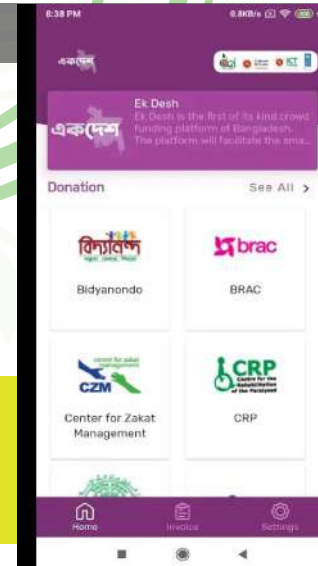 6:38 PM
0.8KB/s
একদেশ
একদেশ
Ek Desh
Ek Desh is the first of its kind crowd
funding platform of Bangladesh.
The platform will facilitate the sma...
Donation
See All >
বিদ্যানন্দ
brac
Bidyanondo
BRAC
center for zakat
management
CZM
CRP
Centre for the
Rehabilitation
of the Paralysed
Center for Zakat
Management
CRP
Home
Invoice
Settings